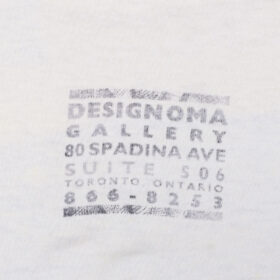 DESIGNOMA
GALLERY
80 SPADINA AVE
SUITE 506
TORONTO, ONTARIO
866-8253